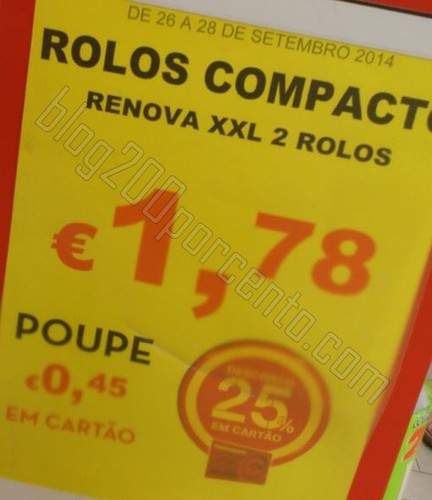 DE 26 A 28 DE SETEMBRO 2014
ROLOS COMPACTO
RENOVA XXL 2 ROLOS
€1,78
POUPE
€0,45
EM CARTÃO
DESCONTO
25%
EM CARTÃO
blog200porcento.com